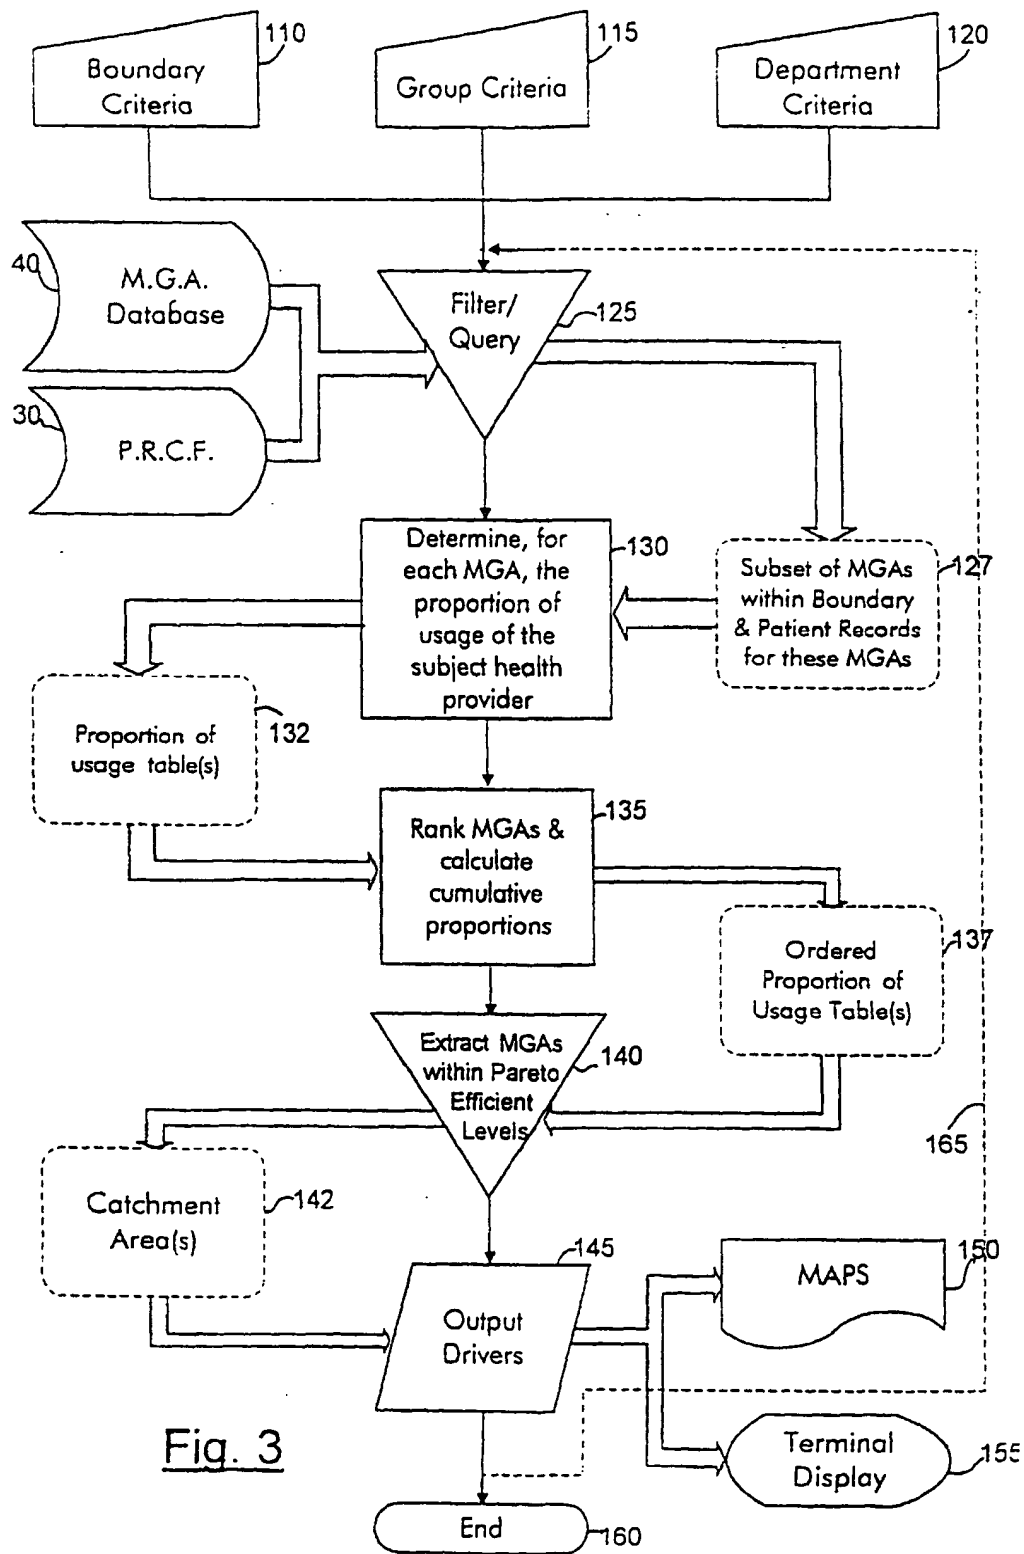 110
115
120
Boundary
Criteria
Group Criteria
Department
Criteria
40
M.G.A.
Database
Filter/
Query
125
30
P.R.C.F.
Determine, for
each MGA, the
proportion of
usage of the
subject health
provider
130
127
Subset of MGAs
within Boundary
& Patient Records
for these MGAs
132
Proportion of
usage table(s)
135
Rank MGAs &
calculate
cumulative
proportions
137
Ordered
Proportion of
Usage Table(s)
Extract MGAs
within Pareto
Efficient
Levels
140
165
Catchment
Area(s)
142
145
Output
Drivers
150
MAPS
Fig. 3
Terminal
Display
155
End
160